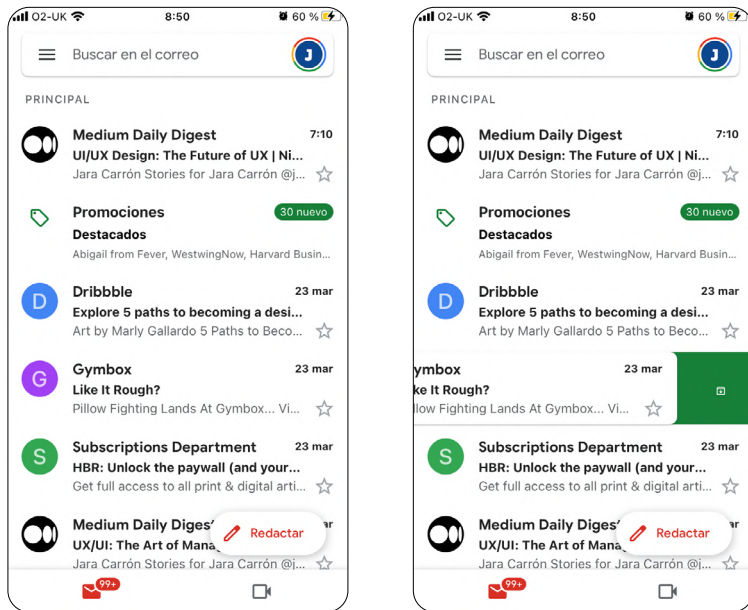 O2-UK 8:50 60 %
Buscar en el correo J
PRINCIPAL
Medium Daily Digest 7:10
UI/UX Design: The Future of UX | Ni...
Jara Carrón Stories for Jara Carrón @j...
Promociones 30 nuevo
Destacados
Abigail from Fever, WestwingNow, Harvard Busin...
D Dribbble 23 mar
Explore 5 paths to becoming a desi...
Art by Marly Gallardo 5 Paths to Beco...
G Gymbox 23 mar
Like It Rough?
Pillow Fighting Lands At Gymbox... Vi...
S Subscriptions Department 23 mar
HBR: Unlock the paywall (and your...
Get full access to all print & digital arti...
Medium Daily Digest ar
UX/UI: The Art of Mana
Redactar
Jara Carrón Stories for Jara Carrón @j...
99+
O2-UK 8:50 60 %
Buscar en el correo J
PRINCIPAL
Medium Daily Digest 7:10
UI/UX Design: The Future of UX | Ni...
Jara Carrón Stories for Jara Carrón @j...
Promociones 30 nuevo
Destacados
Abigail from Fever, WestwingNow, Harvard Busin...
D Dribbble 23 mar
Explore 5 paths to becoming a desi...
Art by Marly Gallardo 5 Paths to Beco...
ymbox 23 mar
ke It Rough?
llow Fighting Lands At Gymbox... Vi...
S Subscriptions Department 23 mar
HBR: Unlock the paywall (and your...
Get full access to all print & digital arti...
Medium Daily Digest ar
UX/UI: The Art of Mana
Redactar
Jara Carrón Stories for Jara Carrón @j...
99+